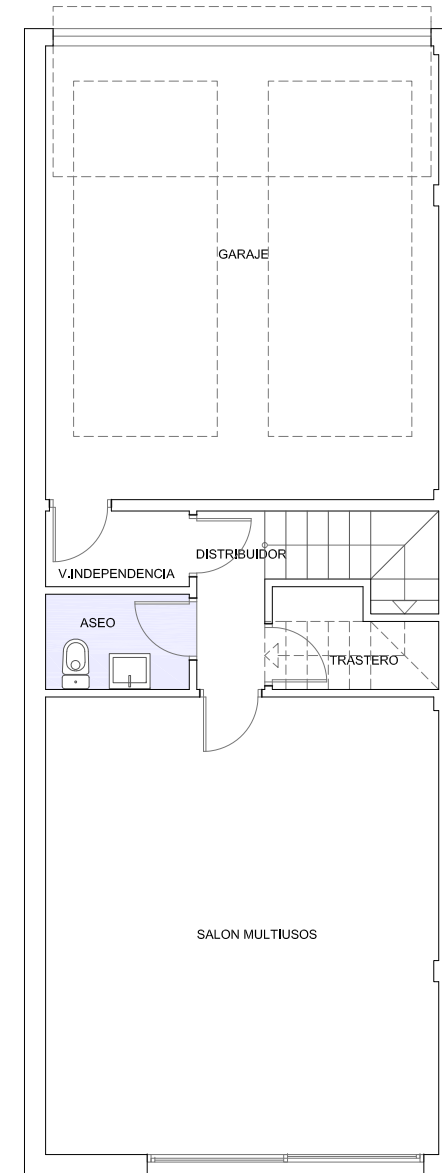 GARAJE
DISTRIBUIDOR
V.INDEPENDENCIA
ASEO
TRASTERO
SALON MULTIUSOS